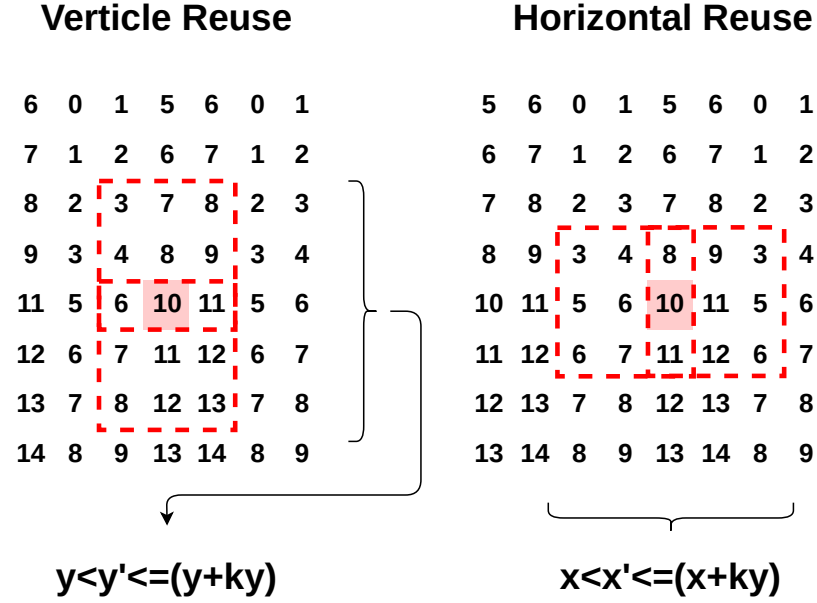 Verticle Reuse
6 0 1 5 6 0 1
7 1 2 6 7 1 2
8 2 3 7 8 2 3
9 3 4 8 9 3 4
11 5 6 10 11 5 6
12 6 7 11 12 6 7
13 7 8 12 13 7 8
14 8 9 13 14 8 9
y<y'<=(y+ky)
Horizontal Reuse
5 6 0 1 5 6 0 1
6 7 1 2 6 7 1 2
7 8 2 3 7 8 2 3
8 9 3 4 8 9 3 4
10 11 5 6 10 11 5 6
11 12 6 7 11 12 6 7
12 13 7 8 12 13 7 8
13 14 8 9 13 14 8 9
x<x'<=(x+ky)